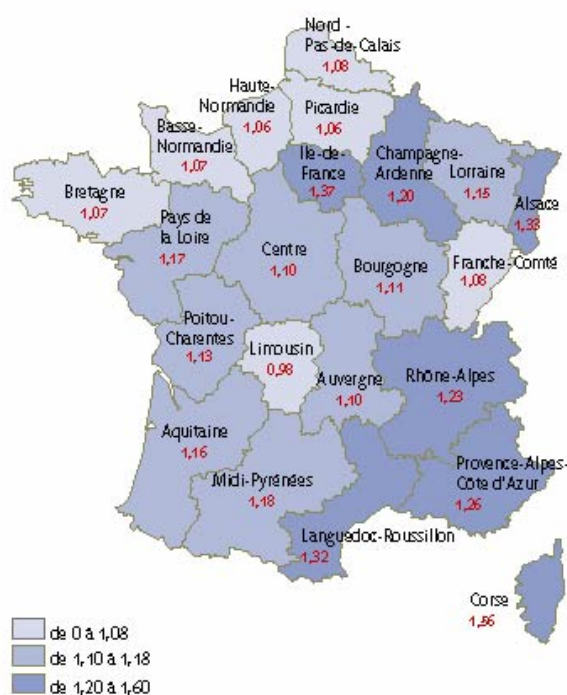 Nord -
Pas-de-Calais
1,08
Haute-
Normandie
1,06
Picardie
1,06
Basse-
Normandie
1,07
Ile-de-
France
1,37
Champagne-
Ardenne
1,20
Lorraine
1,15
Alsace
1,33
Bretagne
1,07
Pays de
la Loire
1,17
Centre
1,10
Bourgogne
1,11
Franche-Comté
1,08
Poitou-
Charentes
1,13
Limousin
0,98
Auvergne
1,10
Rhône-Alpes
1,23
Aquitaine
1,16
Midi-Pyrénées
1,18
Provence-Alpes-
Côte d'Azur
1,26
Languedoc-Roussillon
1,32
Corse
1,56
de 0 à 1,08
de 1,10 à 1,18
de 1,20 à 1,60